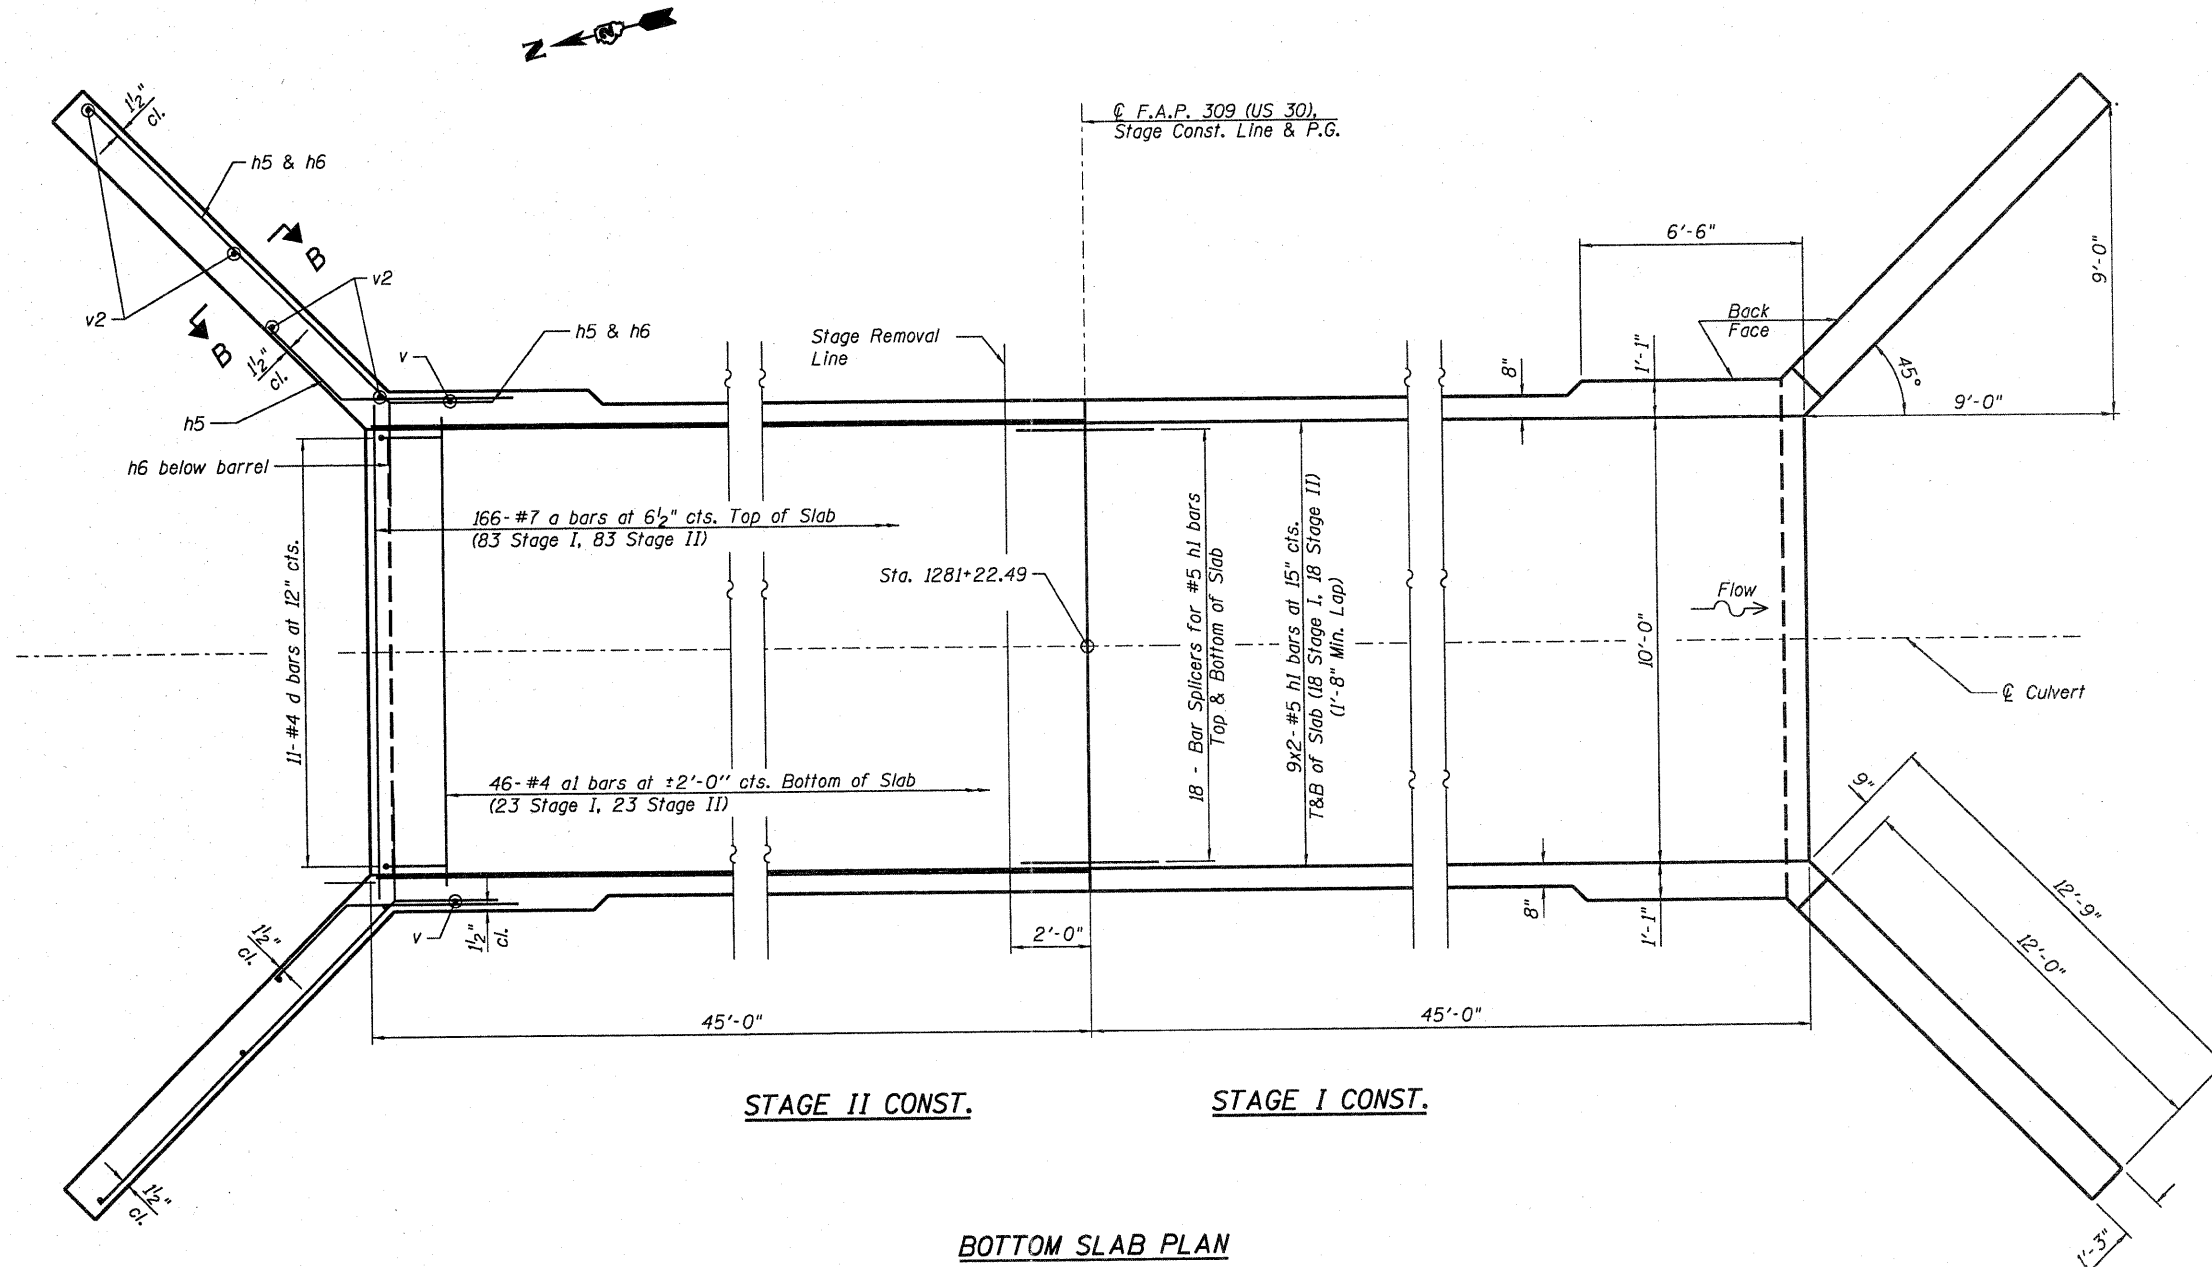 N
℄ F.A.P. 309 (US 30),
Stage Const. Line & P.G.
1½"
cl.
h5 & h6
B
v2
v2
B
1½"
cl.
h5
v
h5 & h6
Stage Removal
Line
6'-6"
9'-0"
Back
Face
8"
1'-1"
45°
9'-0"
h6 below barrel
166-#7 a bars at 6½" cts. Top of Slab
(83 Stage I, 83 Stage II)
11-#4 d bars at 12" cts.
Sta. 1281+22.49
18 - Bar Splicers for #5 h1 bars
Top & Bottom of Slab
9x2-#5 h1 bars at 15" cts.
T&B of Slab (18 Stage I, 18 Stage II)
(1'-8" Min. Lap)
Flow
10'-0"
℄ Culvert
46-#4 a1 bars at ±2'-0" cts. Bottom of Slab
(23 Stage I, 23 Stage II)
9"
12'-9"
12'-0"
1½"
cl.
v
1½"
cl.
2'-0"
8"
1'-1"
45'-0"
45'-0"
1½"
cl.
1'-3"
STAGE II CONST.
STAGE I CONST.
BOTTOM SLAB PLAN